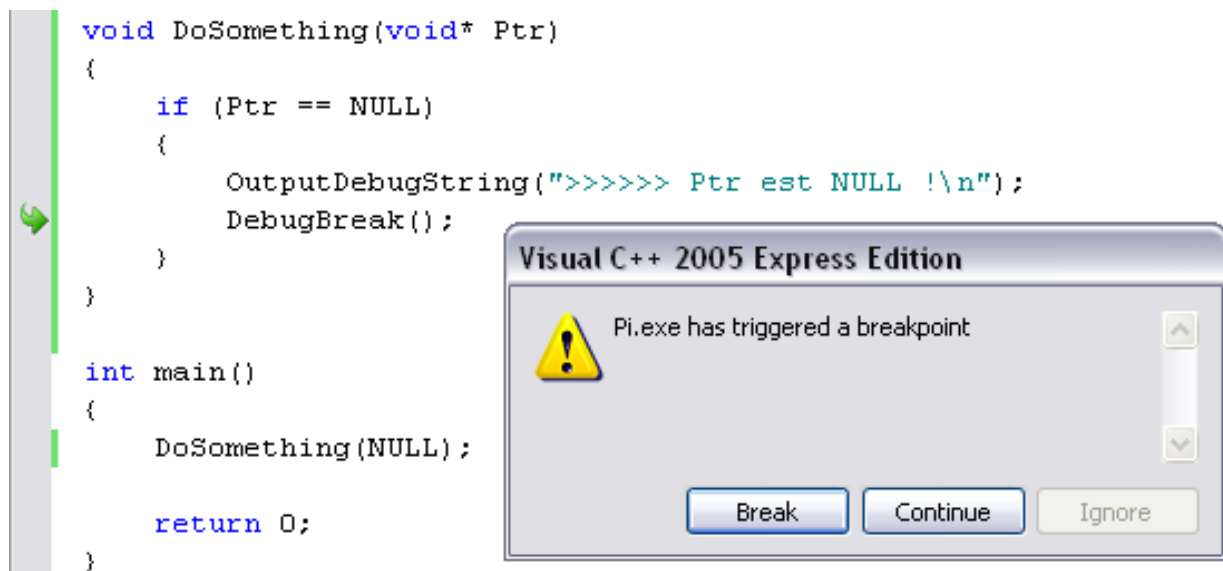 void DoSomething(void* Ptr)
{
if (Ptr == NULL)
{
OutputDebugString(">>>>>> Ptr est NULL !\n");
DebugBreak();
}
}
int main()
{
DoSomething(NULL);
return 0;
}
Visual C++ 2005 Express Edition
Pi.exe has triggered a breakpoint
Break
Continue
Ignore